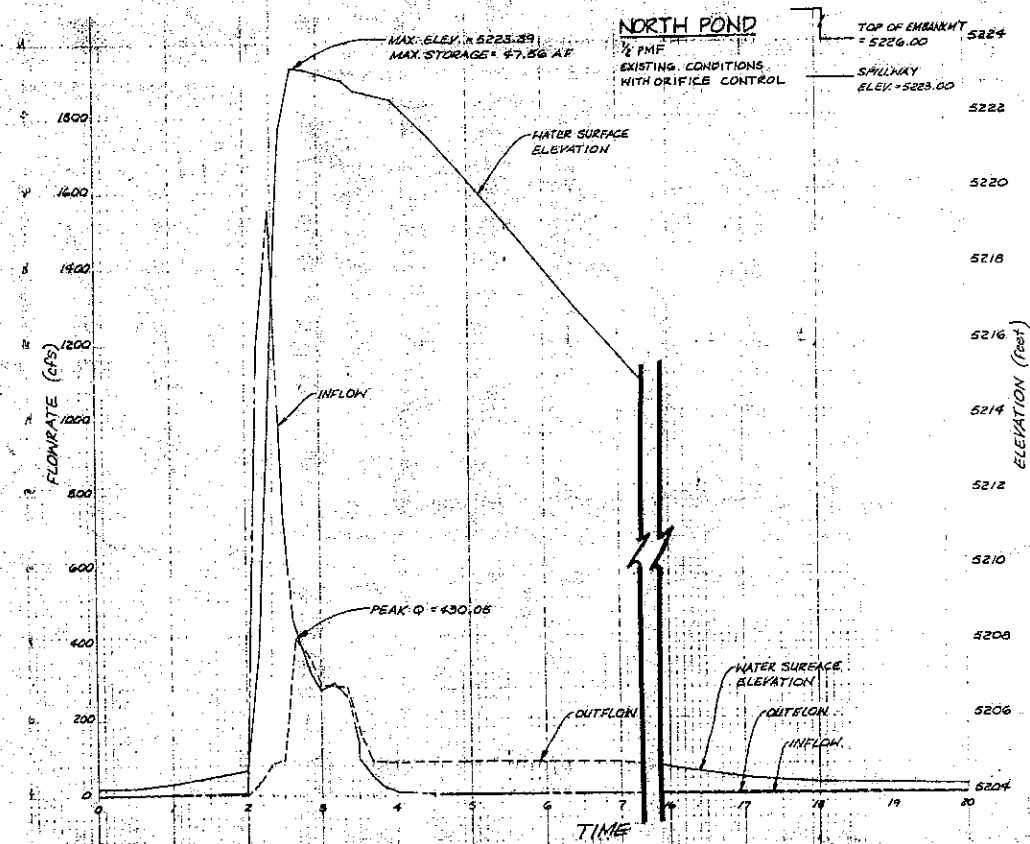 NORTH POND
1/2 PMF
EXISTING CONDITIONS
WITH ORIFICE CONTROL
TOP OF EMBANKM'T
= 5226.00
SPILLWAY
ELEV. = 5223.00
MAX. ELEV. = 5223.39
MAX. STORAGE = 47.56 AF
WATER SURFACE
ELEVATION
INFLOW
PEAK Q = 430.05
OUTFLOW
WATER SURFACE
ELEVATION
OUTFLOW
INFLOW
FLOWRATE (cfs)
1800
1600
1400
1200
1000
800
600
400
200
0
ELEVATION (feet)
5224
5222
5220
5218
5216
5214
5212
5210
5208
5206
5204
0
1
2
3
4
5
6
7
16
17
18
19
20
TIME